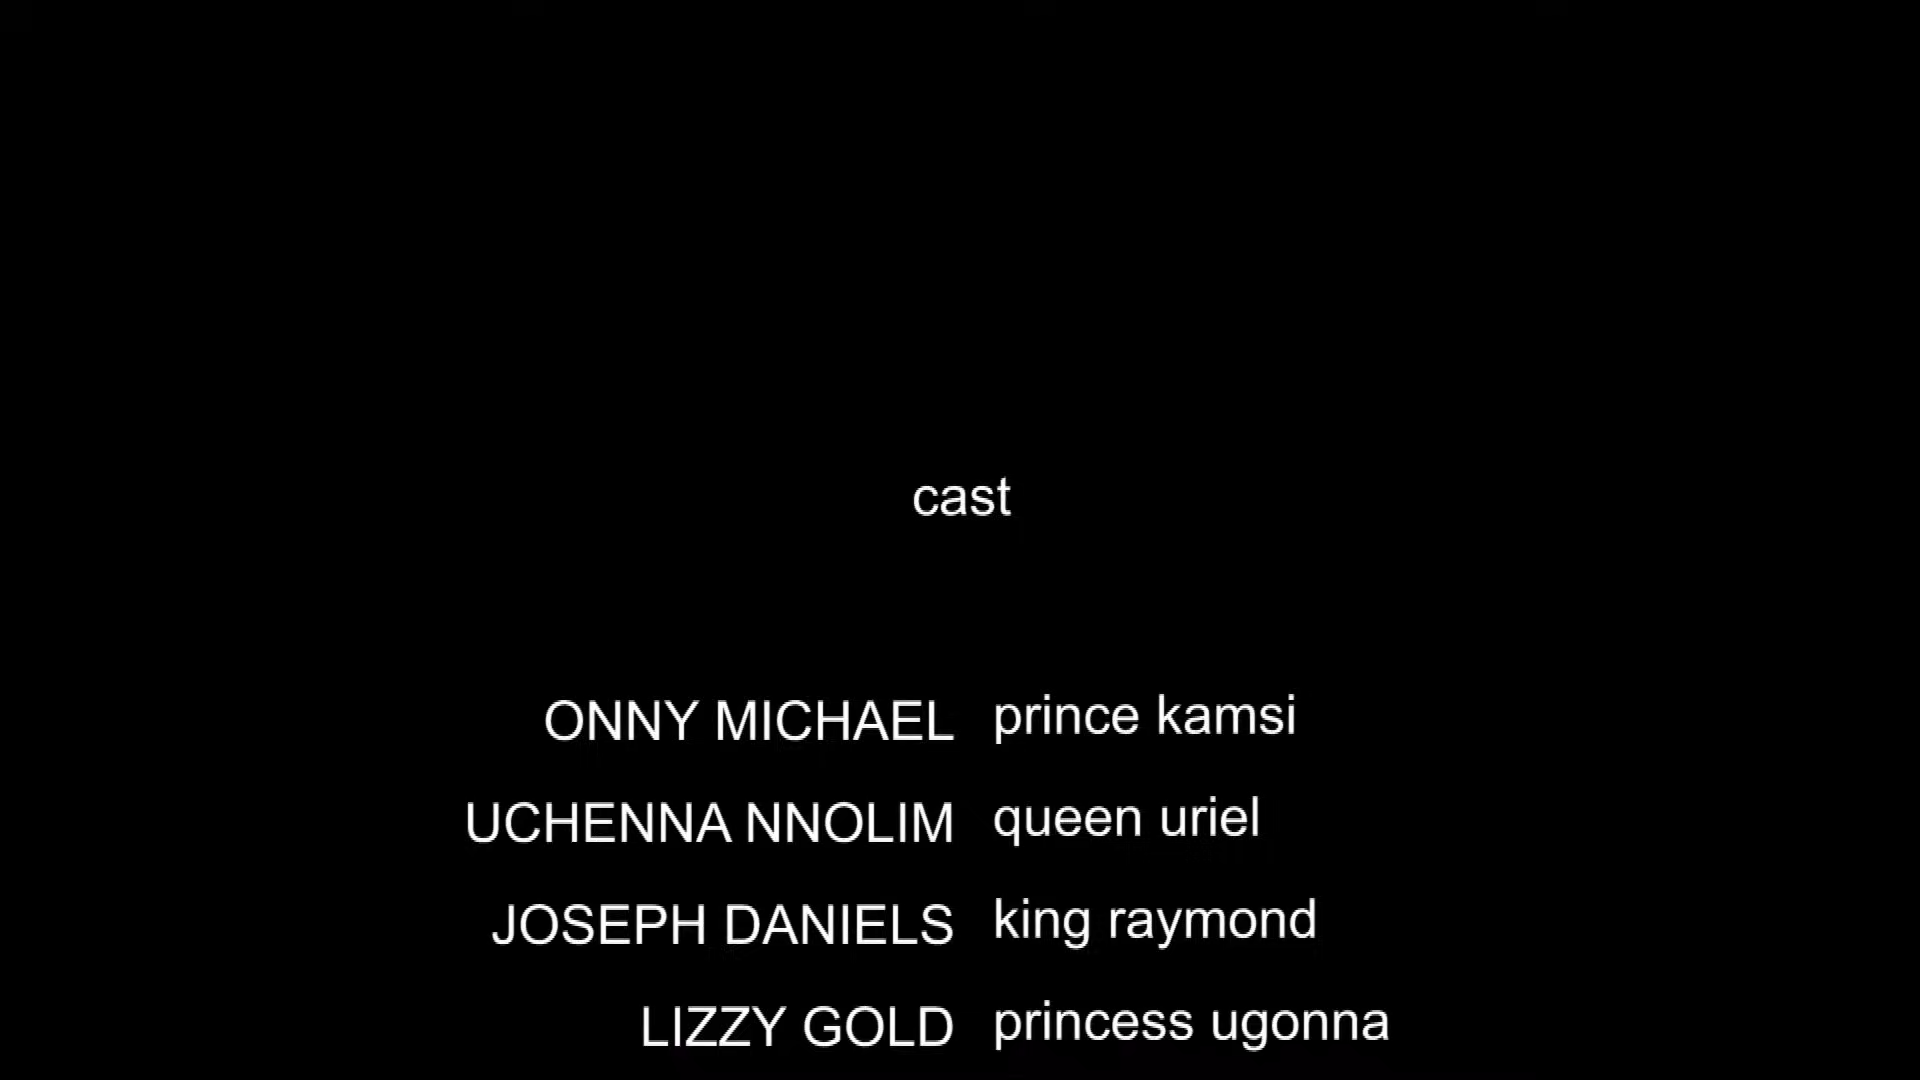 cast
ONNY MICHAEL prince kamsi
UCHENNA NNOLIM queen uriel
JOSEPH DANIELS king raymond
LIZZY GOLD princess ugonna